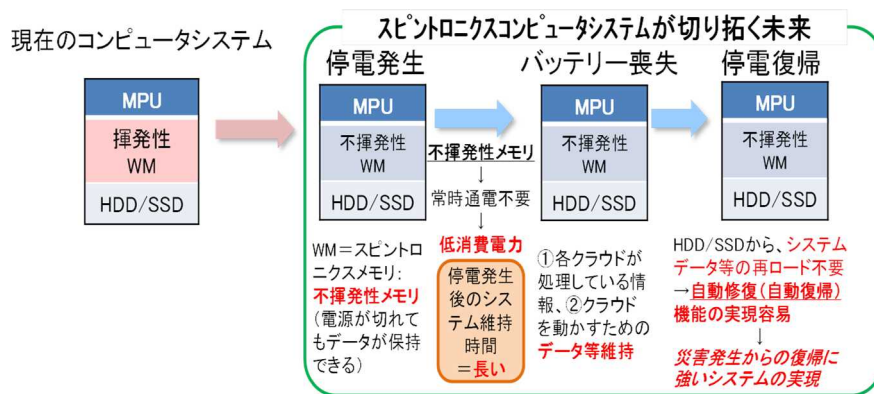 スピントロニクスコンピュータシステムが切り拓く未来
現在のコンピュータシステム
MPU
揮発性
WM
HDD/SSD
停電発生
MPU
不揮発性
WM
HDD/SSD
WM＝スピントロ
ニクスメモリ：
不揮発性メモリ
（電源が切れて
もデータが保持
できる）
不揮発性メモリ
↓
常時通電不要
↓
低消費電力
停電発生
後のシス
テム維持
時間
＝長い
バッテリー喪失
MPU
不揮発性
WM
HDD/SSD
①各クラウドが
処理している情
報、②クラウド
を動かすための
データ等維持
停電復帰
MPU
不揮発性
WM
HDD/SSD
HDD/SSDから、システム
データ等の再ロード不要
→自動修復（自動復帰）
機能の実現容易
↓
災害発生からの復帰に
強いシステムの実現